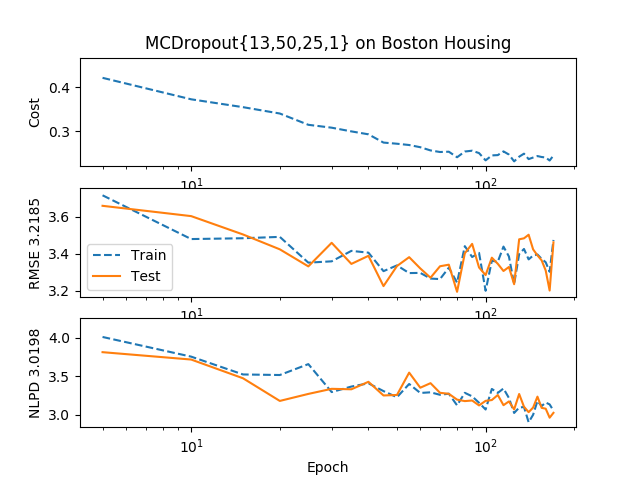 MCDropout{13,50,25,1} on Boston Housing
Cost
0.4
0.3
10¹
10²
RMSE 3.2185
3.6
3.4
3.2
Train
Test
10¹
10²
NLPD 3.0198
4.0
3.5
3.0
10¹
10²
Epoch